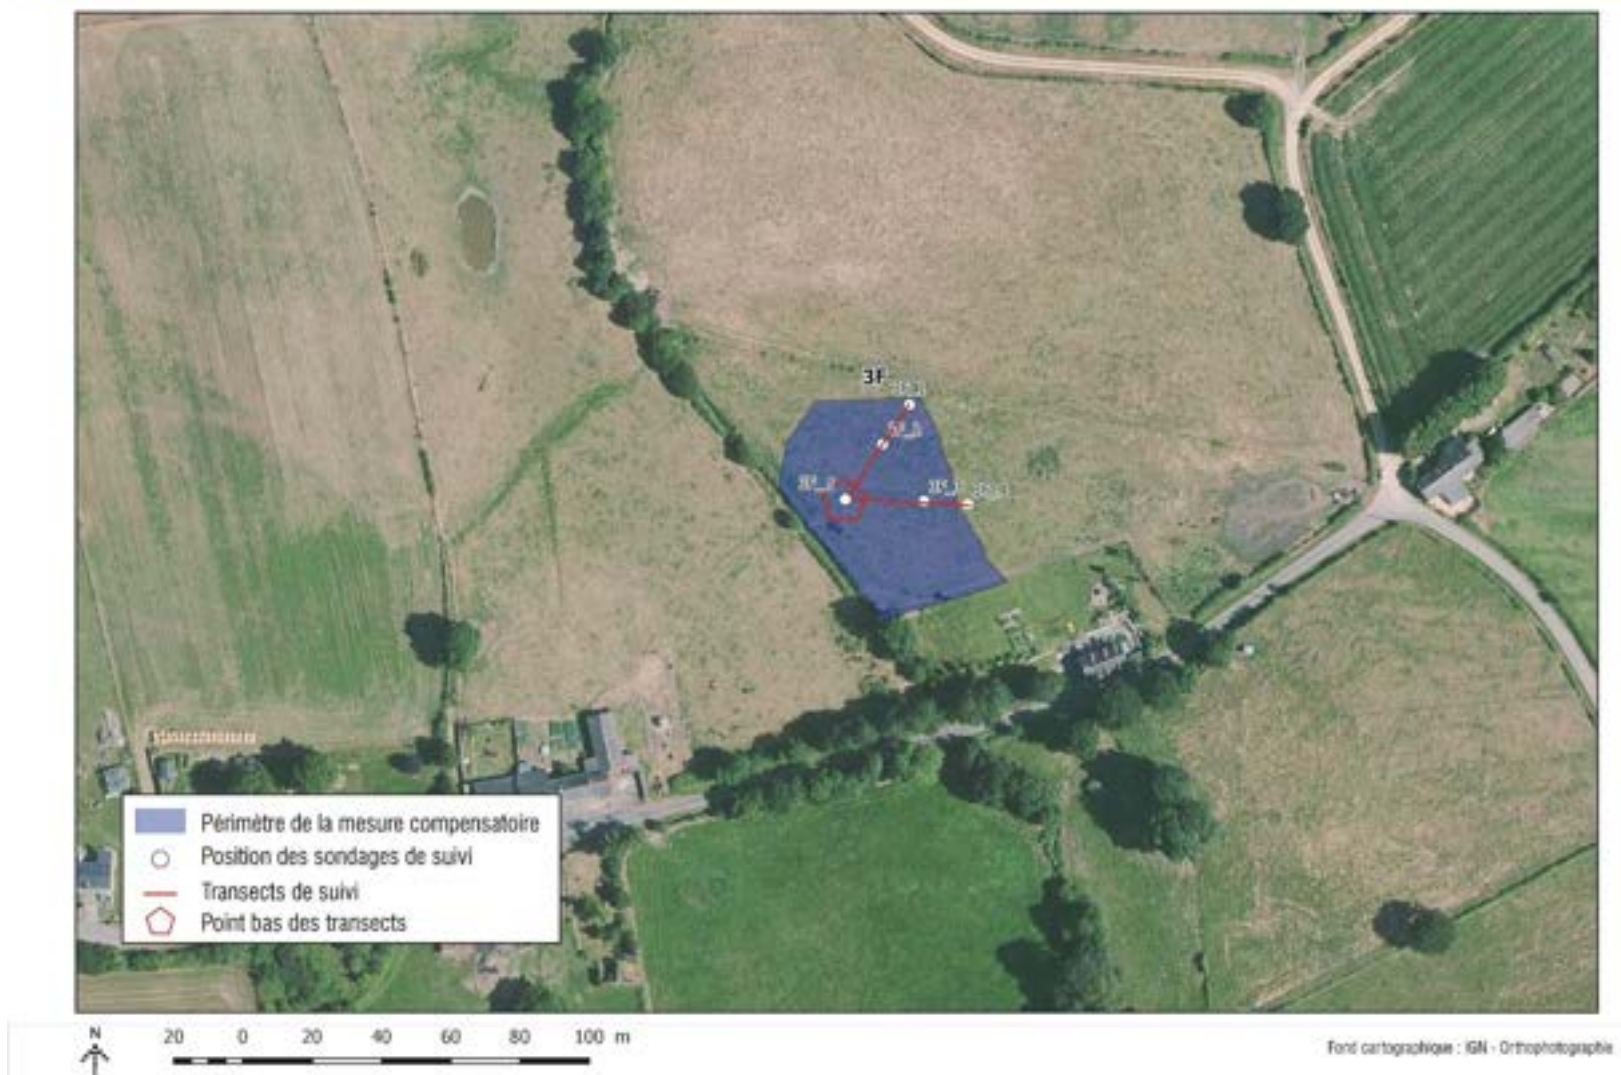 3F
Périmètre de la mesure compensatoire
Position des sondages de suivi
Transects de suivi
Point bas des transects
N
20 0 20 40 60 80 100 m
Fond cartographique : IGN - Orthophotographie